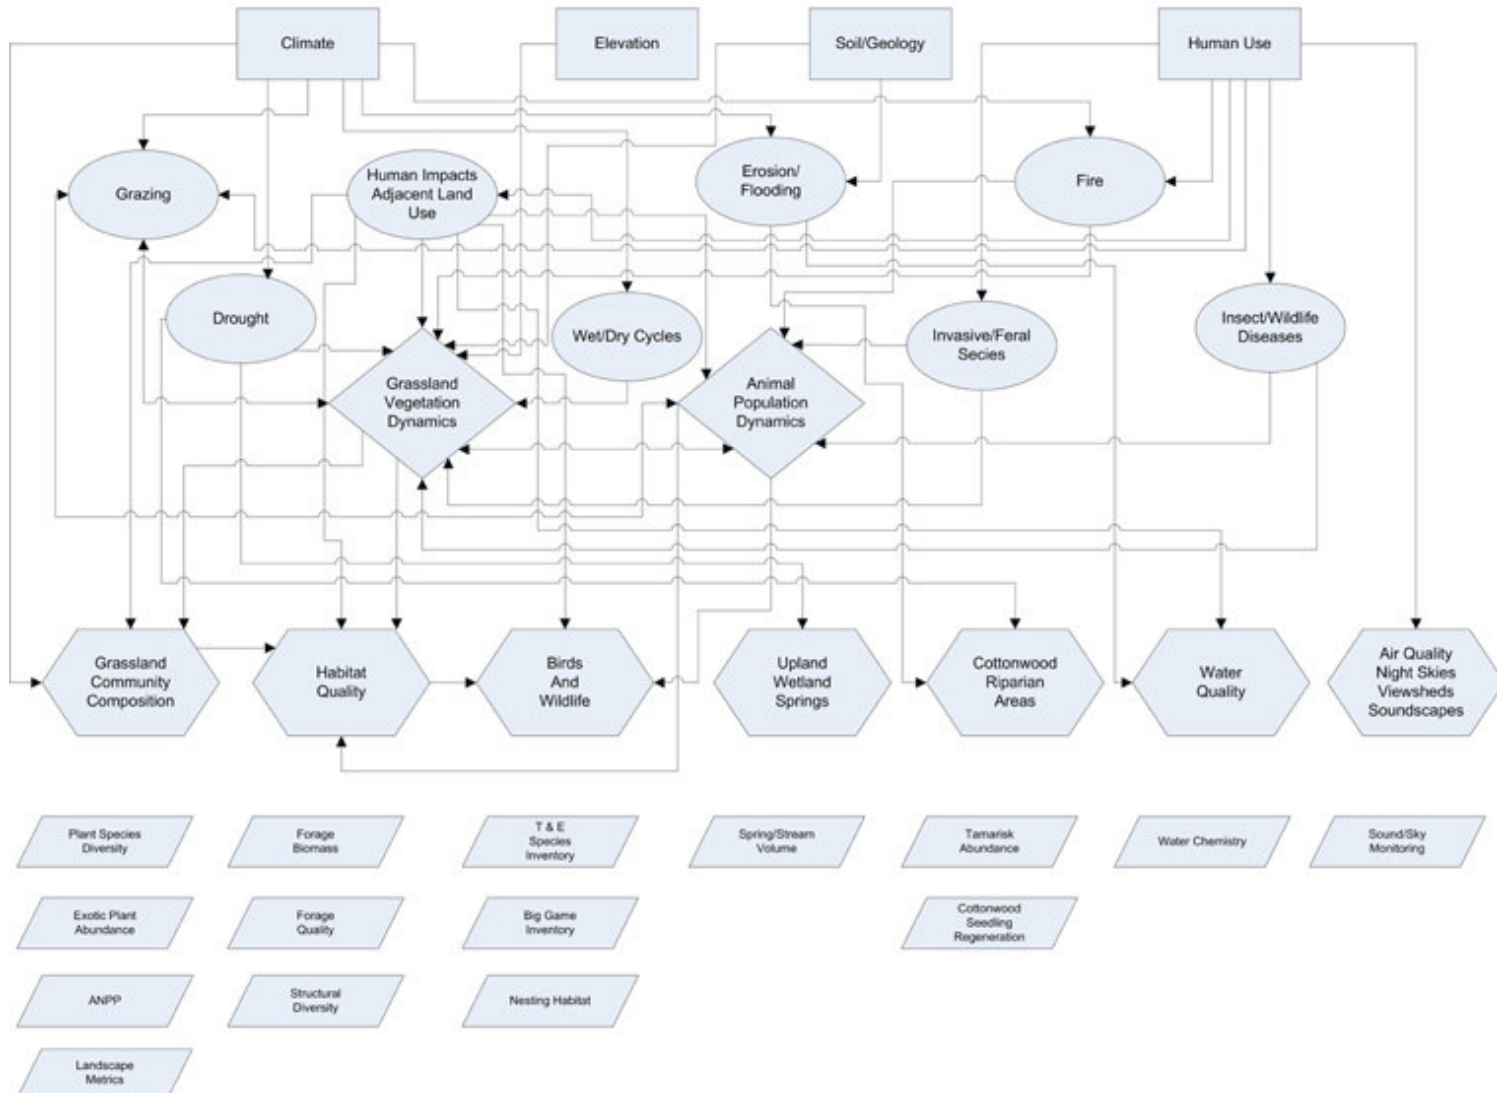 Climate
Elevation
Soil/Geology
Human Use
Grazing
Human Impacts
Adjacent Land
Use
Erosion/
Flooding
Fire
Drought
Wet/Dry Cycles
Invasive/Feral
Secies
Insect/Wildlife
Diseases
Grassland
Vegetation
Dynamics
Animal
Population
Dynamics
Grassland
Community
Composition
Habitat
Quality
Birds
And
Wildlife
Upland
Wetland
Springs
Cottonwood
Riparian
Areas
Water
Quality
Air Quality
Night Skies
Viewsheds
Soundscapes
Plant Species
Diversity
Forage
Biomass
T & E
Species
Inventory
Spring/Stream
Volume
Tamarisk
Abundance
Water Chemistry
Sound/Sky
Monitoring
Exotic Plant
Abundance
Forage
Quality
Big Game
Inventory
Cottonwood
Seedling
Regeneration
ANPP
Structural
Diversity
Nesting Habitat
Landscape
Metrics